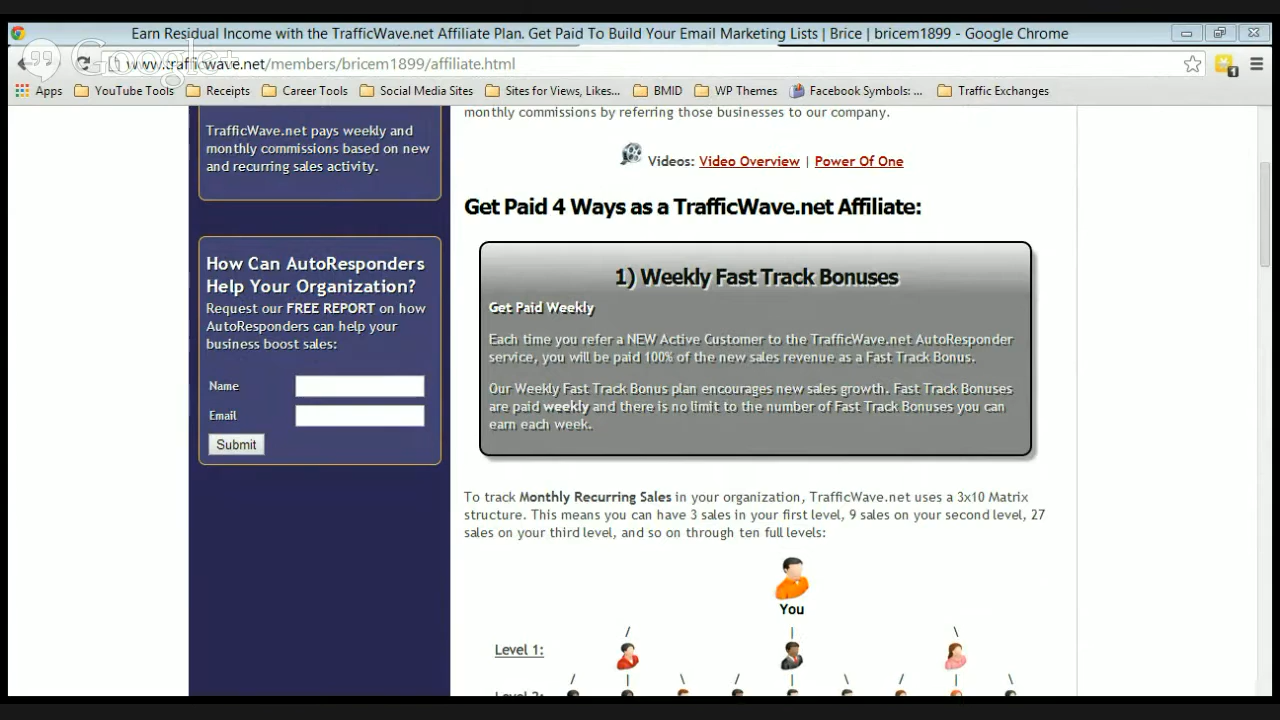 Earn Residual Income with the TrafficWave.net Affiliate Plan. Get Paid To Build Your Email Marketing Lists | Brice | bricem1899 - Google Chrome
Google+
www.trafficwave.net/members/bricem1899/affiliate.html
1
Apps YouTube Tools Receipts Career Tools Social Media Sites Sites for Views, Likes... BMID WP Themes Facebook Symbols: ... Traffic Exchanges
TrafficWave.net pays weekly and
monthly commissions based on new
and recurring sales activity.
How Can AutoResponders
Help Your Organization?
Request our FREE REPORT on how
AutoResponders can help your
business boost sales:
Name
Email
Submit
monthly commissions by referring those businesses to our company.
Videos: Video Overview | Power Of One
Get Paid 4 Ways as a TrafficWave.net Affiliate:
1) Weekly Fast Track Bonuses
Get Paid Weekly
Each time you refer a NEW Active Customer to the TrafficWave.net AutoResponder
service, you will be paid 100% of the new sales revenue as a Fast Track Bonus.
Our Weekly Fast Track Bonus plan encourages new sales growth. Fast Track Bonuses
are paid weekly and there is no limit to the number of Fast Track Bonuses you can
earn each week.
To track Monthly Recurring Sales in your organization, TrafficWave.net uses a 3x10 Matrix
structure. This means you can have 3 sales in your first level, 9 sales on your second level, 27
sales on your third level, and so on through ten full levels:
You
/ | \
Level 1:
/ | \ / | \ / | \